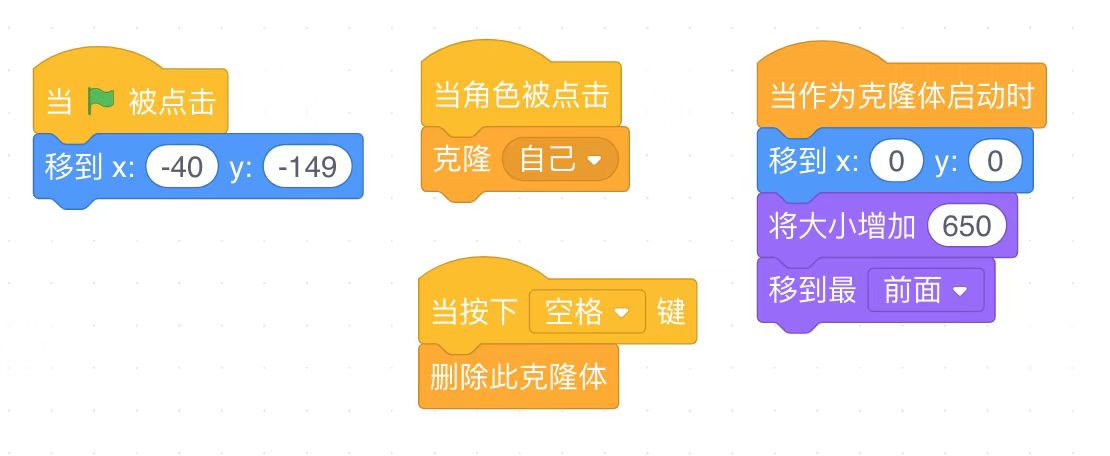 当 被点击
移到 x: -40 y: -149
当角色被点击
克隆 自己
当按下 空格 键
删除此克隆体
当作为克隆体启动时
移到 x: 0 y: 0
将大小增加 650
移到最 前面